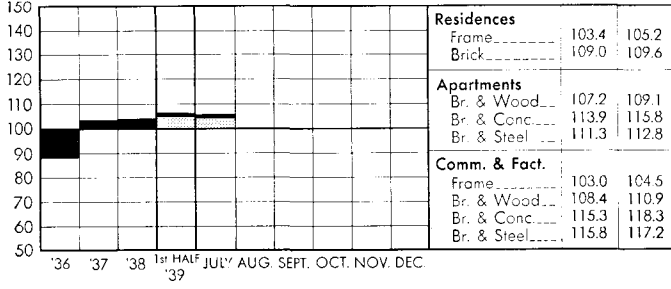 150
140
130
120
110
100
90
80
70
60
50
'36 '37 '38 1st HALF '39 JULY AUG. SEPT. OCT. NOV. DEC.
Residences
Frame 103.4 105.2
Brick 109.0 109.6
Apartments
Br. & Wood 107.2 109.1
Br. & Conc. 113.9 115.8
Br. & Steel 111.3 112.8
Comm. & Fact.
Frame 103.0 104.5
Br. & Wood 108.4 110.9
Br. & Conc. 115.3 118.3
Br. & Steel 115.8 117.2